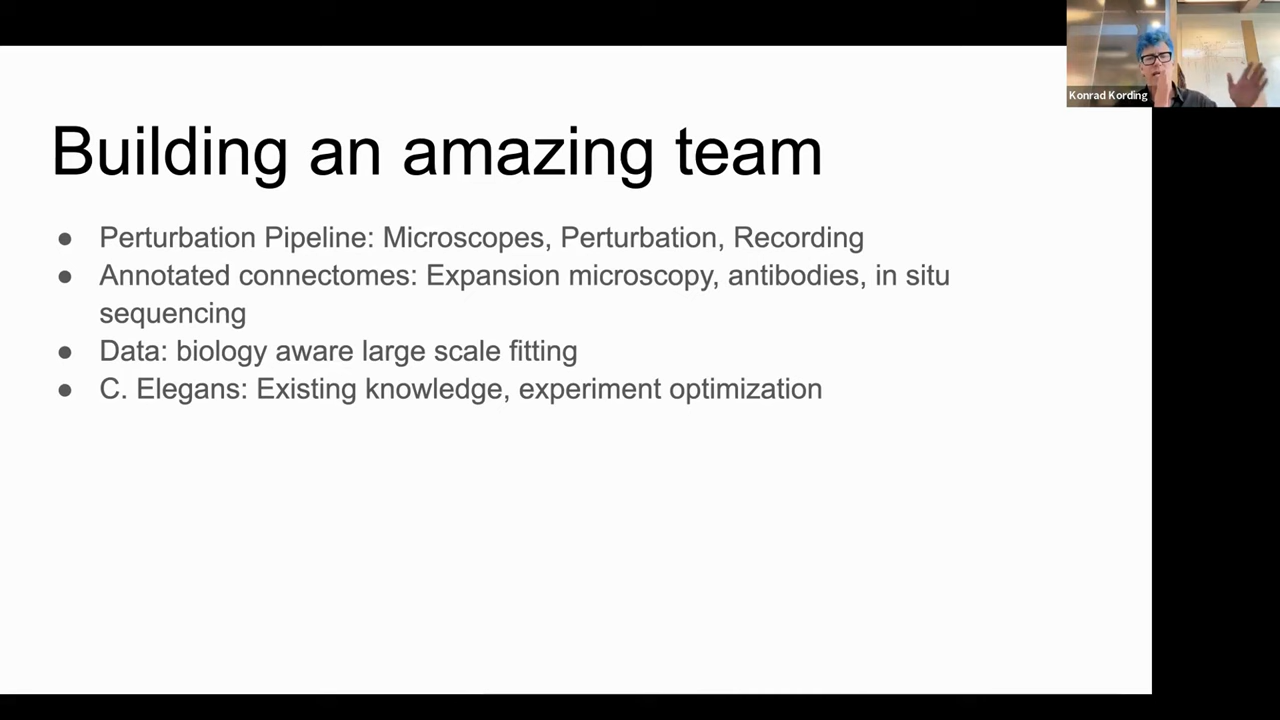 Konrad Kording
Building an amazing team
● Perturbation Pipeline: Microscopes, Perturbation, Recording
● Annotated connectomes: Expansion microscopy, antibodies, in situ
sequencing
● Data: biology aware large scale fitting
● C. Elegans: Existing knowledge, experiment optimization